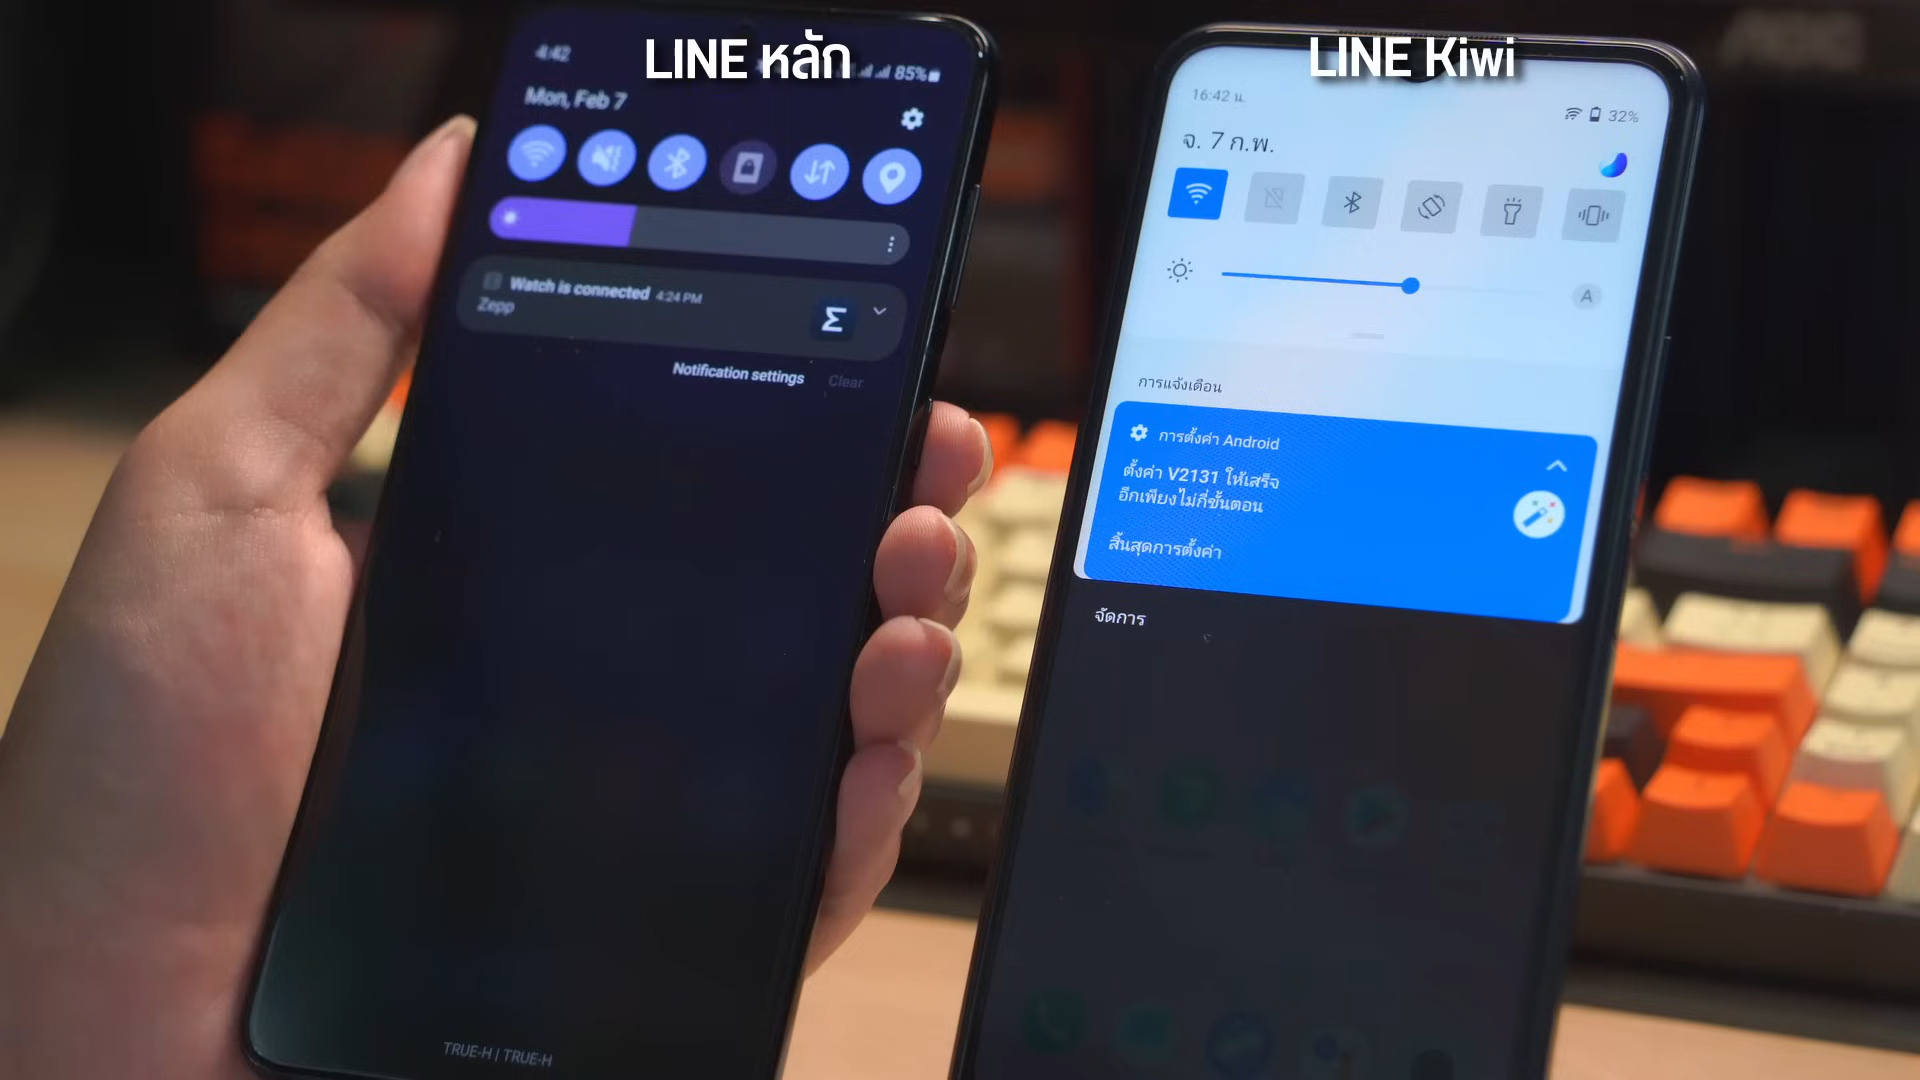 LINE หลัก
4:42
85%
Mon, Feb 7
Watch is connected 4:24 PM
Zepp
Notification settings
Clear
TRUE-H | TRUE-H
LINE Kiwi
16:42 น.
32%
จ. 7 ก.พ.
A
การแจ้งเตือน
การตั้งค่า Android
ตั้งค่า V2131 ให้เสร็จ
อีกเพียงไม่กี่ขั้นตอน
สิ้นสุดการตั้งค่า
จัดการ